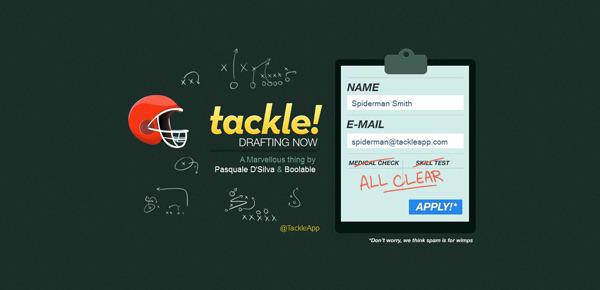 tackle!
DRAFTING NOW
A Marvellous thing by
Pasquale D'Silva & Boolable
@TackleApp
NAME
Spiderman Smith
E-MAIL
spiderman@tackleapp.com
MEDICAL CHECK SKILL TEST
ALL CLEAR
APPLY!*
*Don't worry, we think spam is for wimps